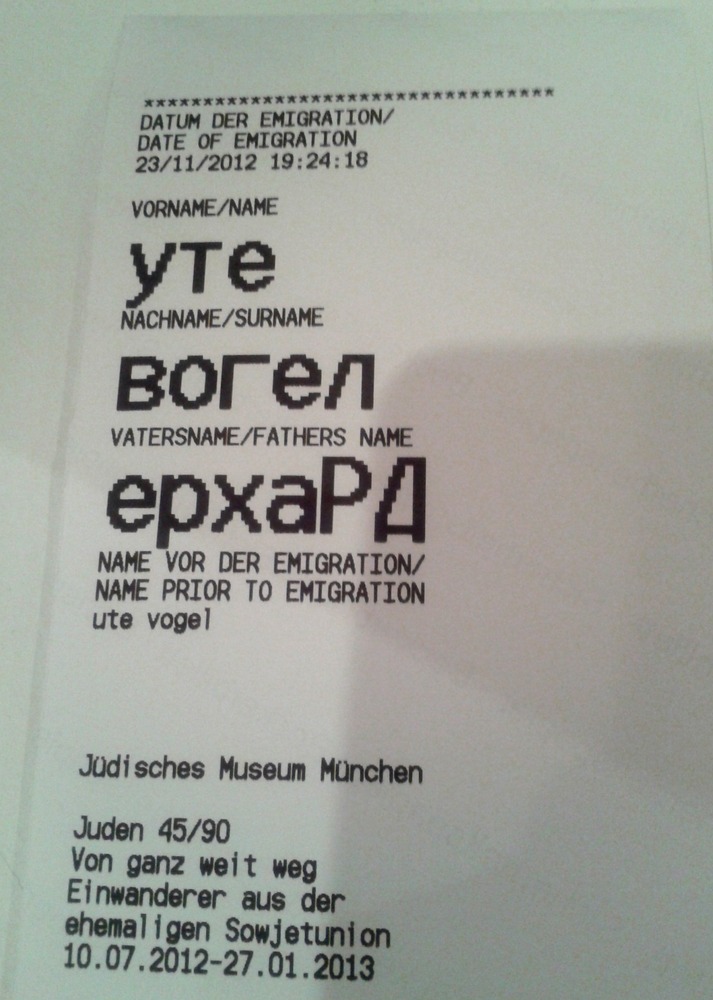 ***********************************
DATUM DER EMIGRATION/
DATE OF EMIGRATION
23/11/2012 19:24:18
VORNAME/NAME
уте
NACHNAME/SURNAME
вогел
VATERSNAME/FATHERS NAME
ерхаРД
NAME VOR DER EMIGRATION/
NAME PRIOR TO EMIGRATION
ute vogel
Jüdisches Museum München
Juden 45/90
Von ganz weit weg
Einwanderer aus der
ehemaligen Sowjetunion
10.07.2012-27.01.2013